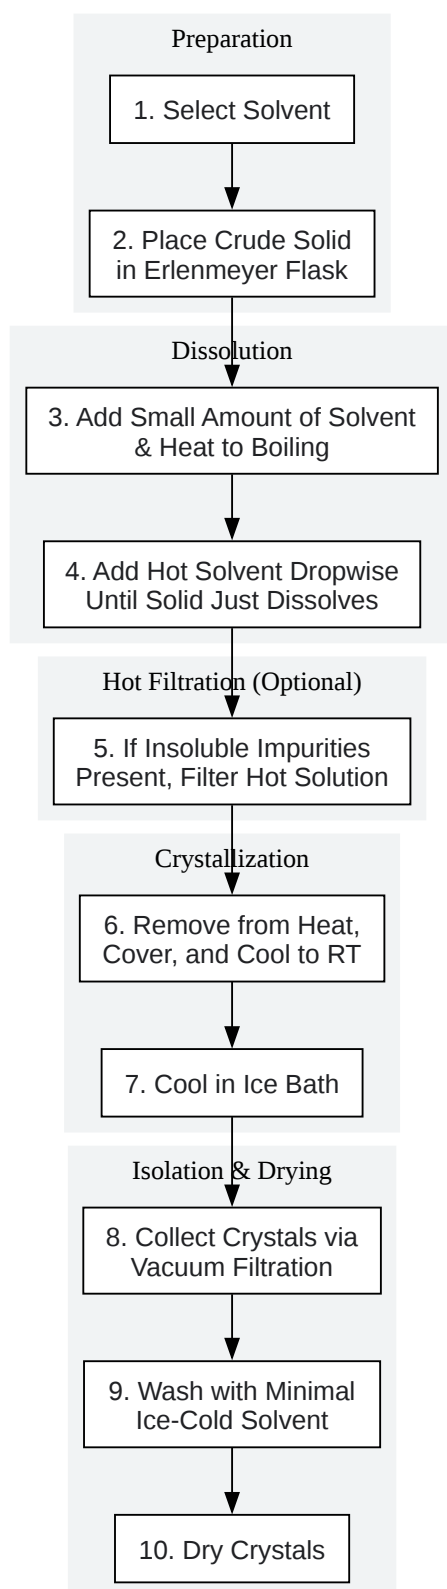 Preparation
1. Select Solvent
2. Place Crude Solid
in Erlenmeyer Flask
Dissolution
3. Add Small Amount of Solvent
& Heat to Boiling
4. Add Hot Solvent Dropwise
Until Solid Just Dissolves
Hot Filtration (Optional)
5. If Insoluble Impurities
Present, Filter Hot Solution
Crystallization
6. Remove from Heat,
Cover, and Cool to RT
7. Cool in Ice Bath
Isolation & Drying
8. Collect Crystals via
Vacuum Filtration
9. Wash with Minimal
Ice-Cold Solvent
10. Dry Crystals